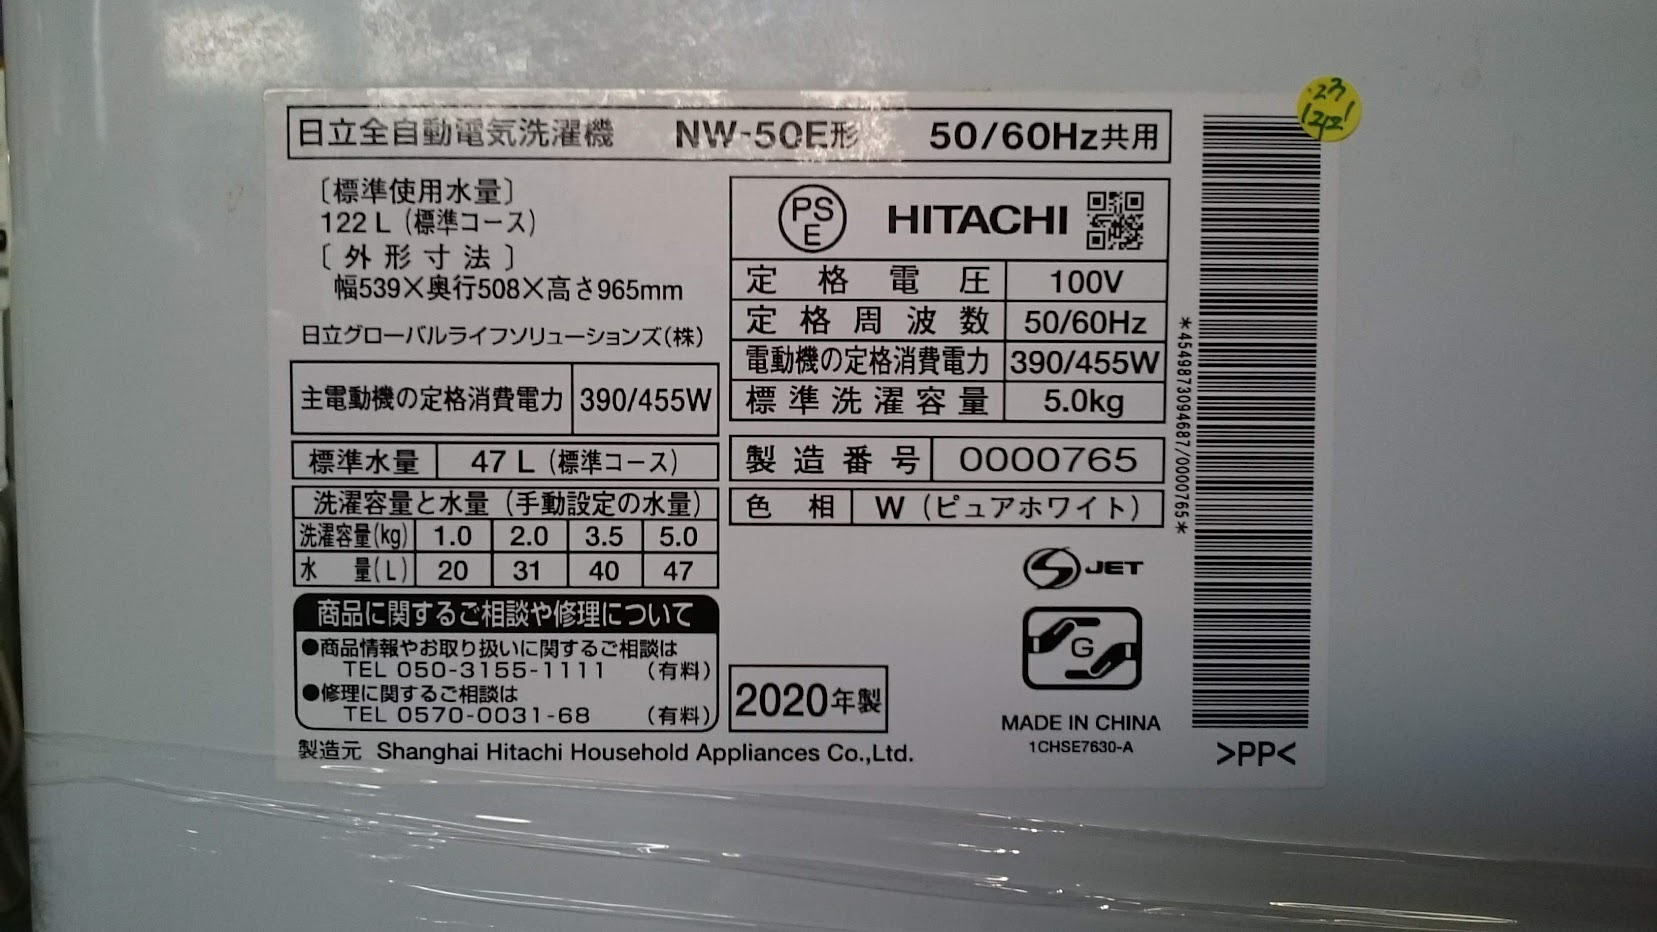 日立全自動電気洗濯機 NW-50E形 50/60Hz共用
〔標準使用水量〕
122 L (標準コース)
〔外形寸法〕
幅539×奥行508×高さ965mm
日立グローバルライフソリューションズ(株)
主電動機の定格消費電力 390/455W
標準水量 47 L (標準コース)
洗濯容量と水量 (手動設定の水量)
洗濯容量(kg) 1.0 2.0 3.5 5.0
水量(L) 20 31 40 47
商品に関するご相談や修理について
●商品情報やお取り扱いに関するご相談は
TEL 050-3155-1111 (有料)
●修理に関するご相談は
TEL 0570-0031-68 (有料)
製造元 Shanghai Hitachi Household Appliances Co.,Ltd.
PSE HITACHI
定格電圧 100V
定格周波数 50/60Hz
電動機の定格消費電力 390/455W
標準洗濯容量 5.0kg
製造番号 0000765
色相 W (ピュアホワイト)
S JET
G
2020年製
MADE IN CHINA
1CHSE7630-A
*4549873094687/0000765*
>PP<